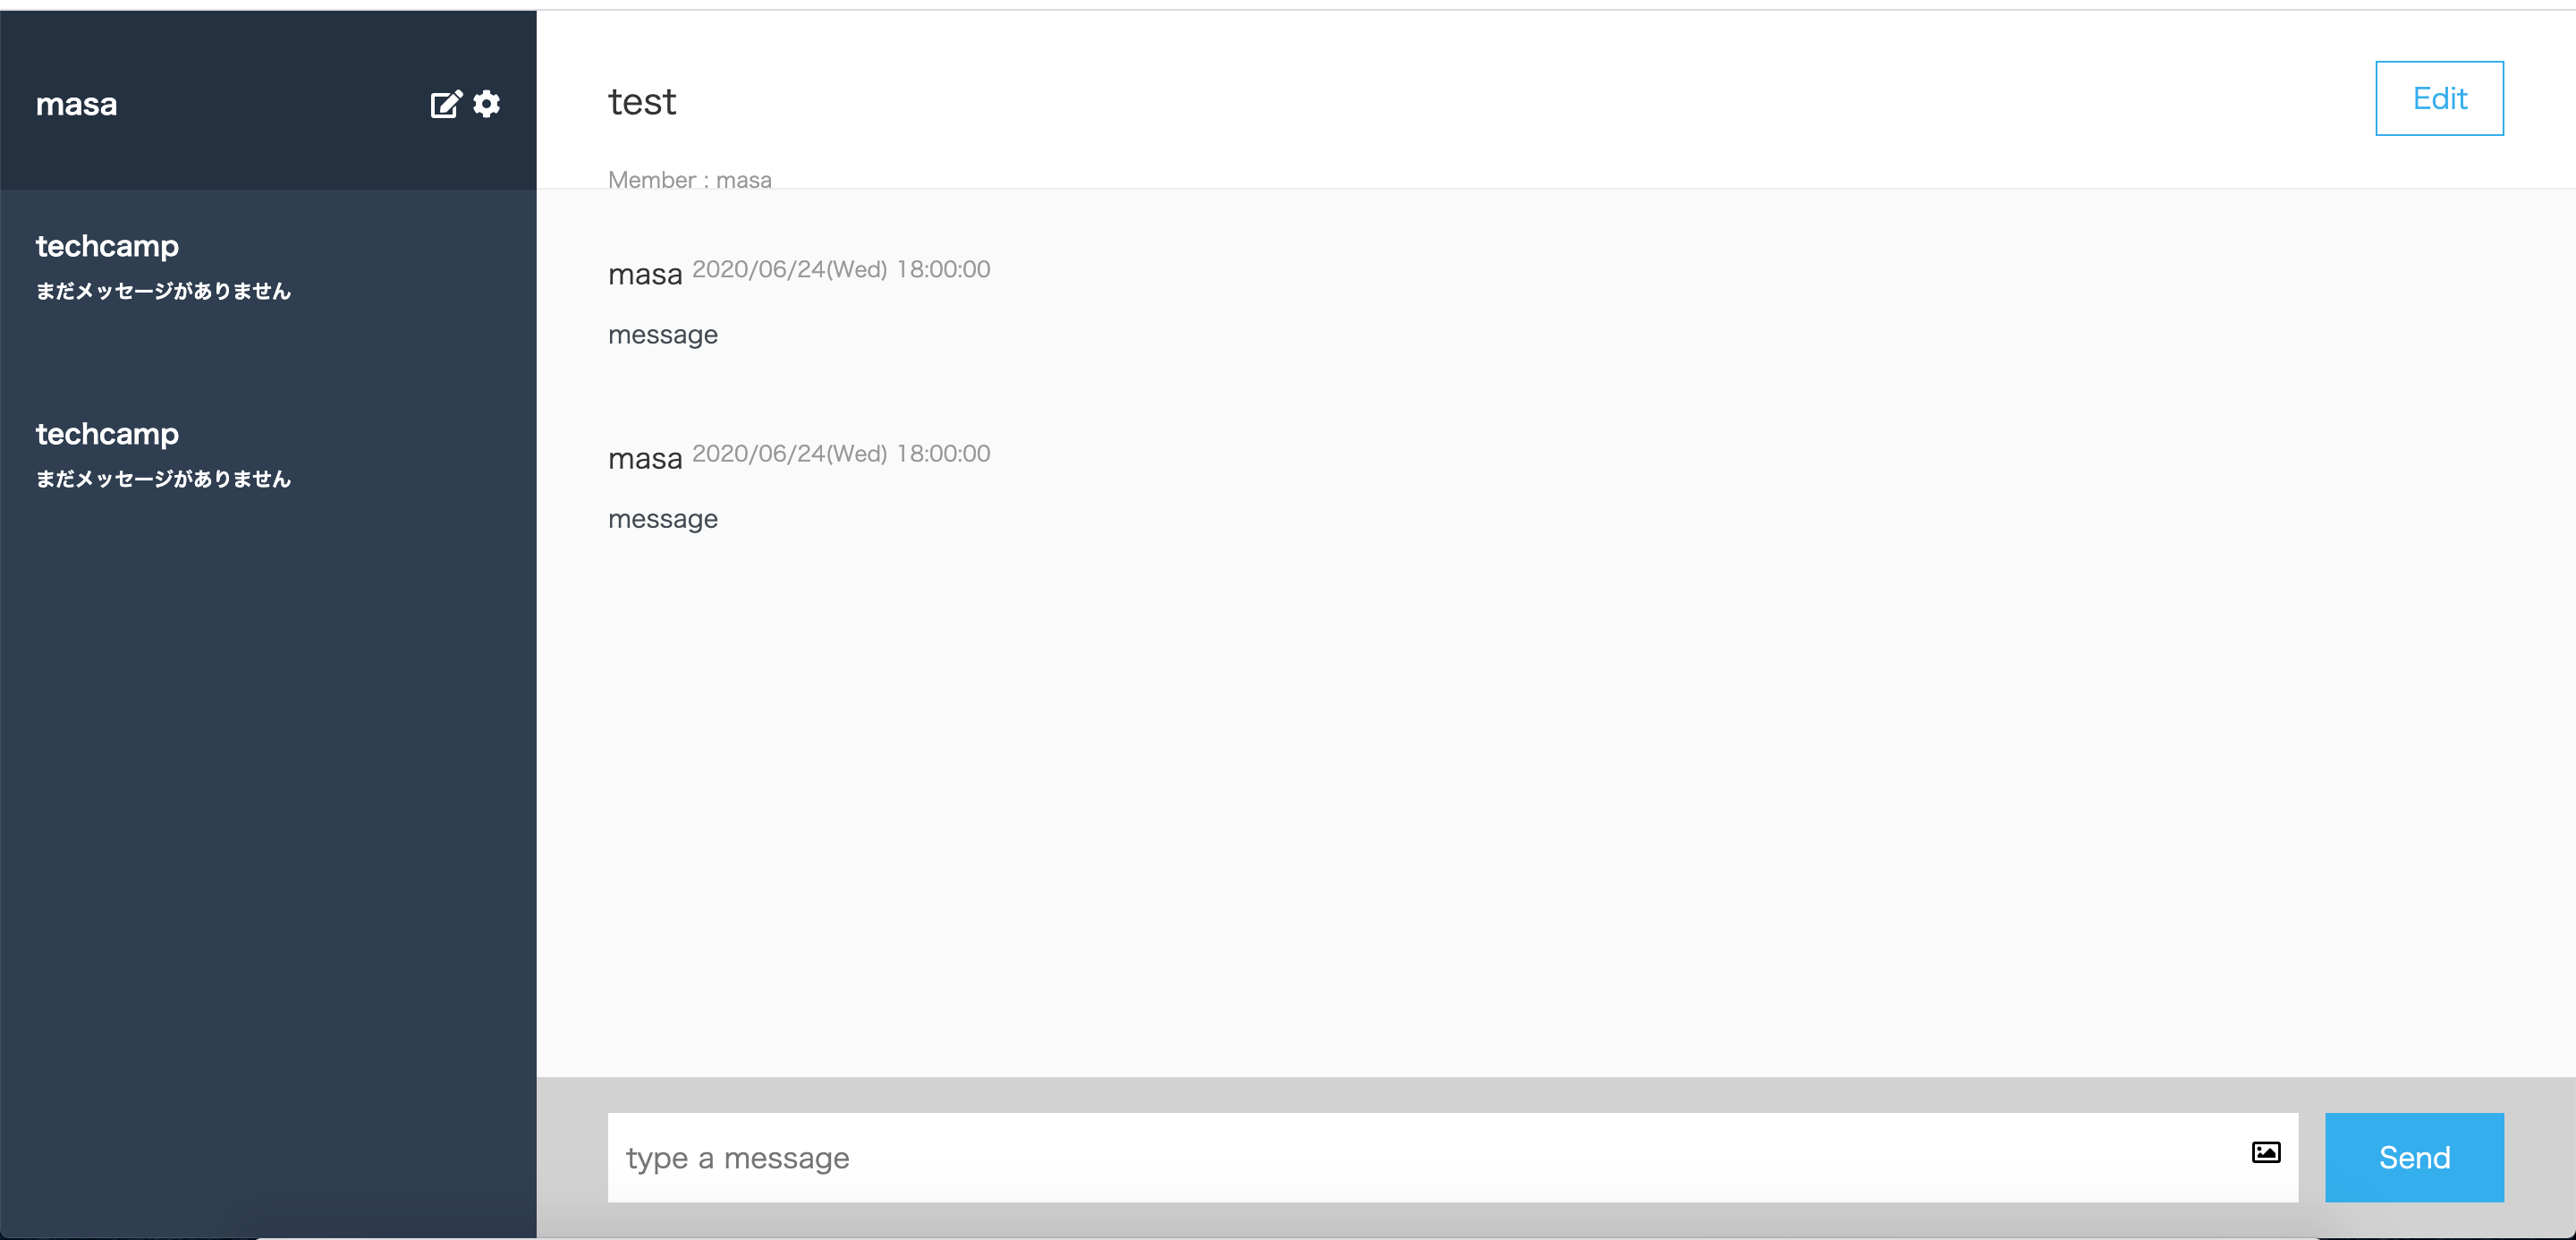 masa
techcamp
まだメッセージがありません
techcamp
まだメッセージがありません
test
Edit
Member : masa
masa 2020/06/24(Wed) 18:00:00
message
masa 2020/06/24(Wed) 18:00:00
message
type a message
Send